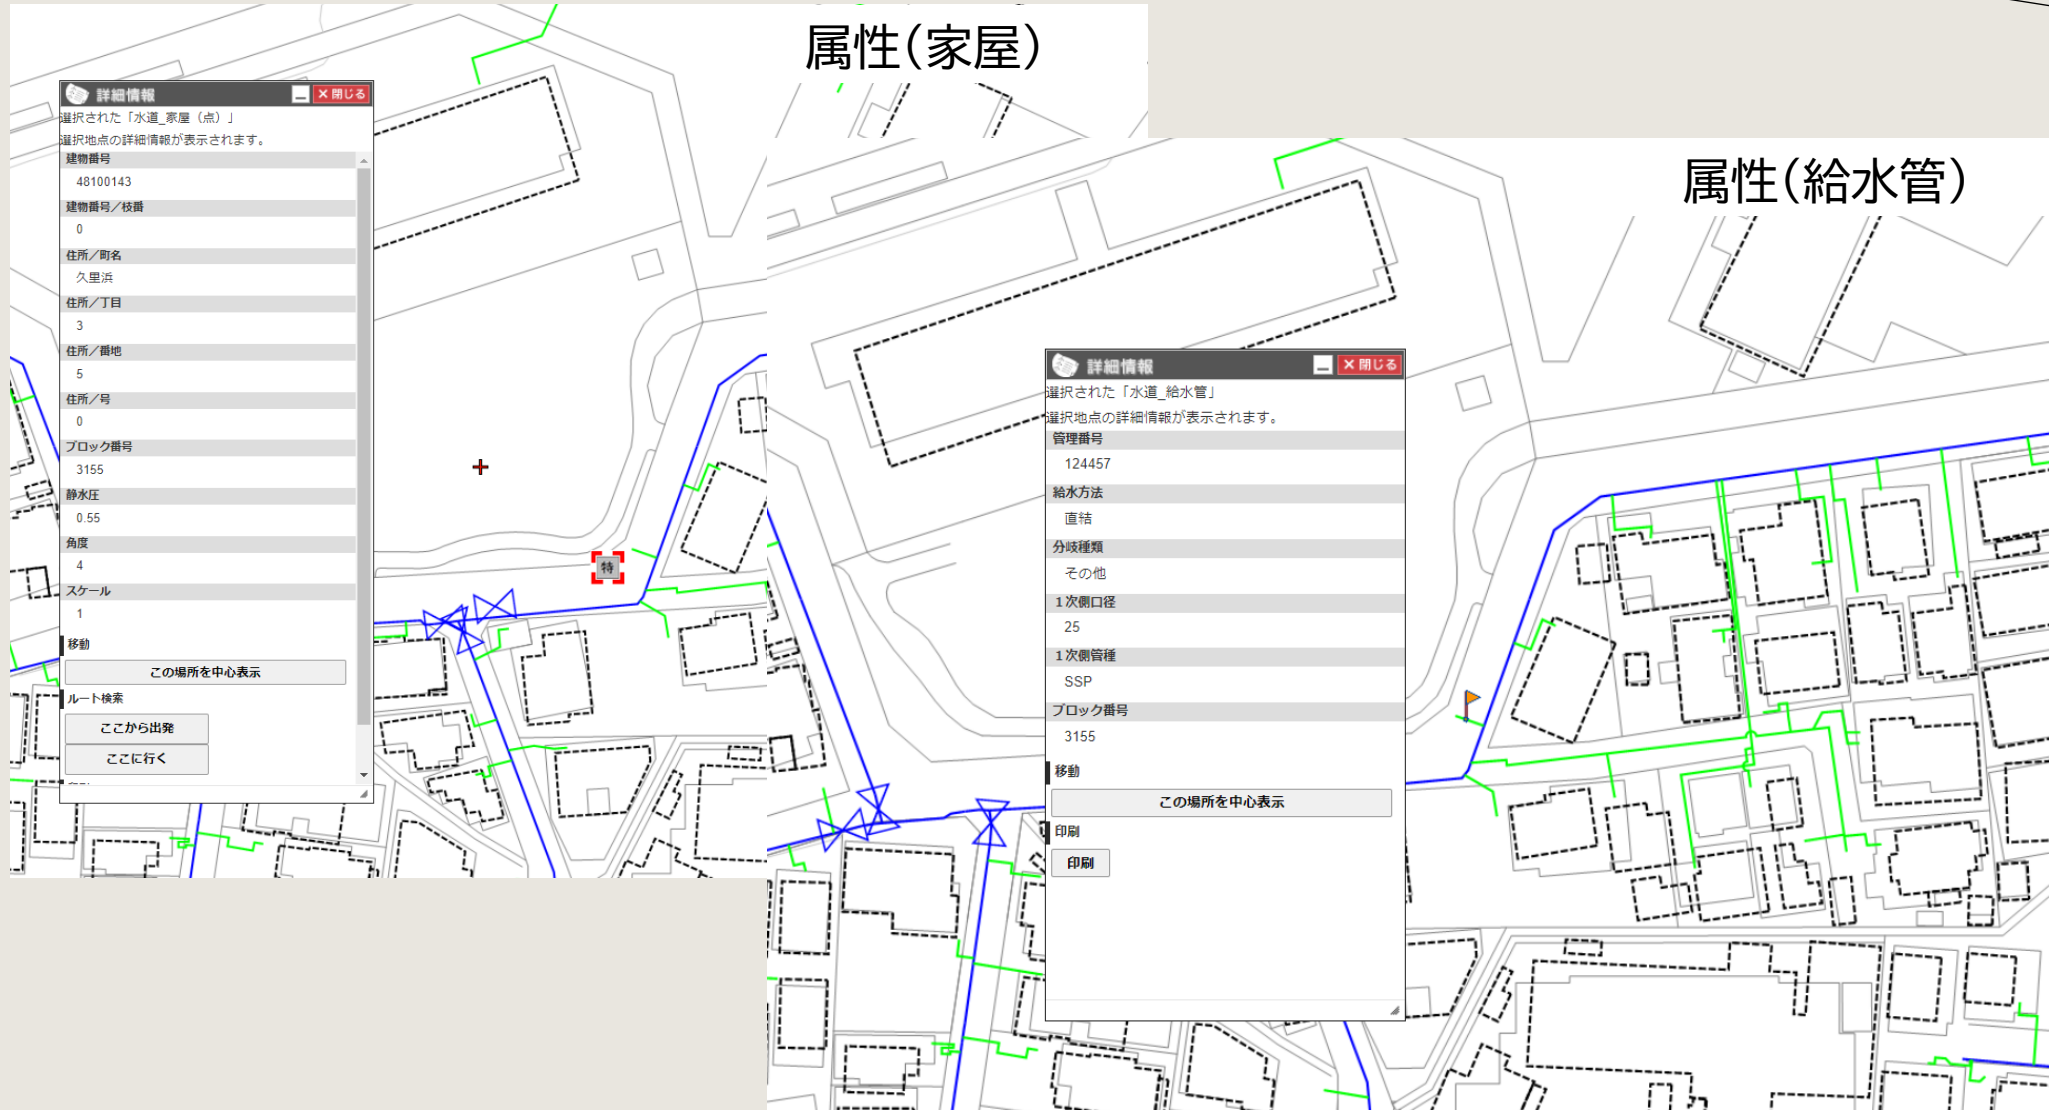 属性(家屋)
詳細情報
閉じる
選択された「水道_家屋（点）」
選択地点の詳細情報が表示されます。
建物番号
48100143
建物番号／枝番
0
住所／町名
久里浜
住所／丁目
3
住所／番地
5
住所／号
0
ブロック番号
3155
静水圧
0.55
角度
4
スケール
1
移動
この場所を中心表示
ルート検索
ここから出発
ここに行く
特
属性(給水管)
詳細情報
閉じる
選択された「水道_給水管」
選択地点の詳細情報が表示されます。
管理番号
124457
給水方法
直結
分岐種類
その他
１次側口径
25
１次側管種
SSP
ブロック番号
3155
移動
この場所を中心表示
印刷
印刷